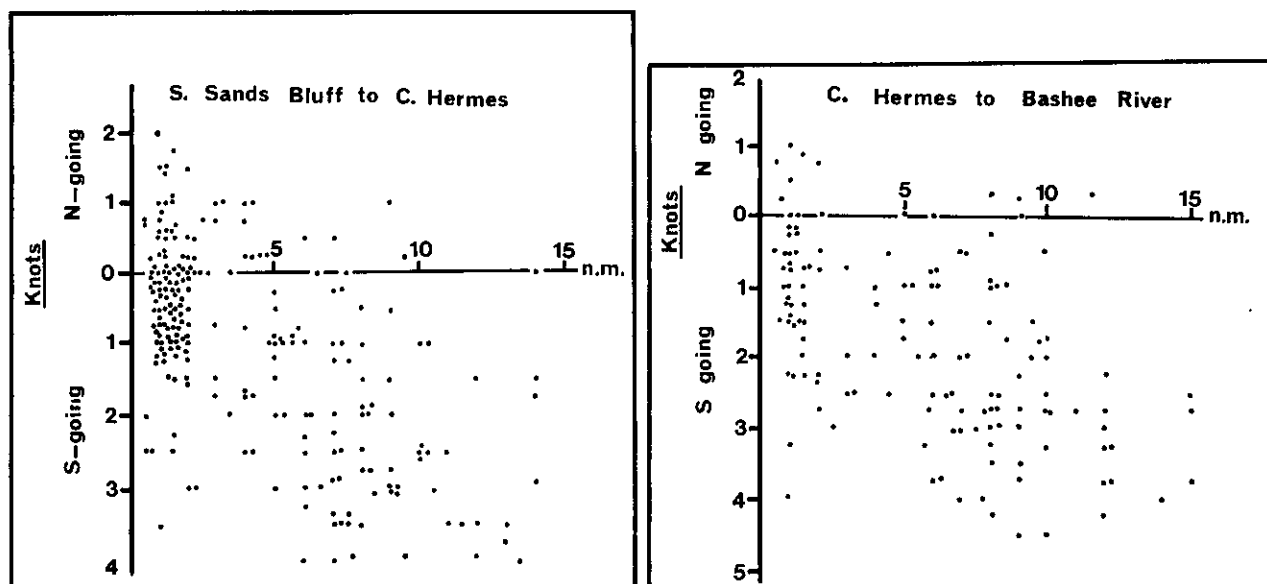 S. Sands Bluff to C. Hermes
N-going
Knots
S-going
2
1
0
1
2
3
4
5
10
15
n.m.
C. Hermes to Bashee River
N going
Knots
S going
2
1
0
1
2
3
4
5
5
10
15
n.m.